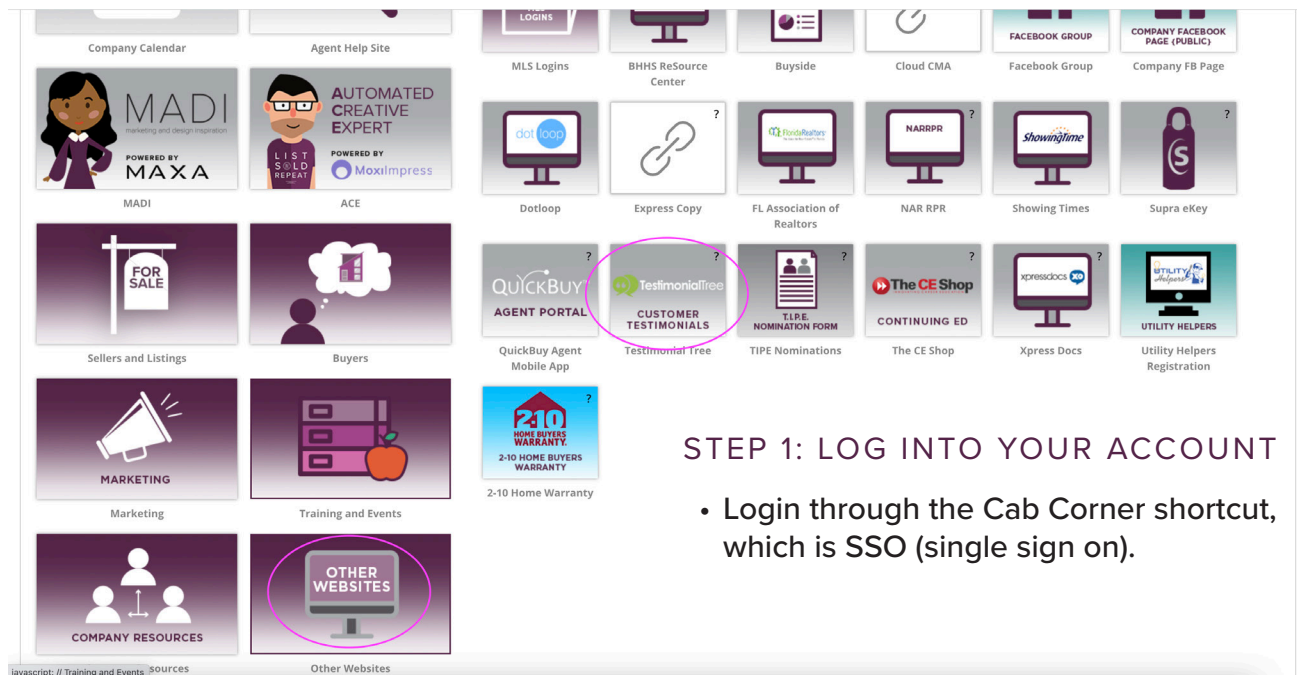 Company Calendar
Agent Help Site
LOGINS
MLS Logins
BHHS ReSource
Center
Buyside
Cloud CMA
FACEBOOK GROUP
Facebook Group
COMPANY FACEBOOK
PAGE (PUBLIC)
Company FB Page
MADI
marketing and design inspiration
POWERED BY
MAXA
MADI
AUTOMATED
CREATIVE
EXPERT
POWERED BY
MoxiImpress
LIST
SOLD
REPEAT
ACE
dot loop
Dotloop
?
Express Copy
FloridaRealtors
FL Association of
Realtors
NARRPR
?
NAR RPR
ShowingTime
Showing Times
?
S
Supra eKey
FOR
SALE
Sellers and Listings
Buyers
?
QUICKBUY
AGENT PORTAL
QuickBuy Agent
Mobile App
?
TestimonialTree
CUSTOMER
TESTIMONIALS
Testimonial Tree
?
T.I.P.E.
NOMINATION FORM
TIPE Nominations
?
The CE Shop
CONTINUING ED
The CE Shop
?
xpressdocs XD
Xpress Docs
UTILITY
Helpers
UTILITY HELPERS
Utility Helpers
Registration
MARKETING
Marketing
Training and Events
?
2-10
HOME BUYERS
WARRANTY.
2-10 HOME BUYERS
WARRANTY
2-10 Home Warranty
STEP 1: LOG INTO YOUR ACCOUNT
• Login through the Cab Corner shortcut,
which is SSO (single sign on).
COMPANY RESOURCES
sources
OTHER
WEBSITES
Other Websites
javascript: // Training and Events